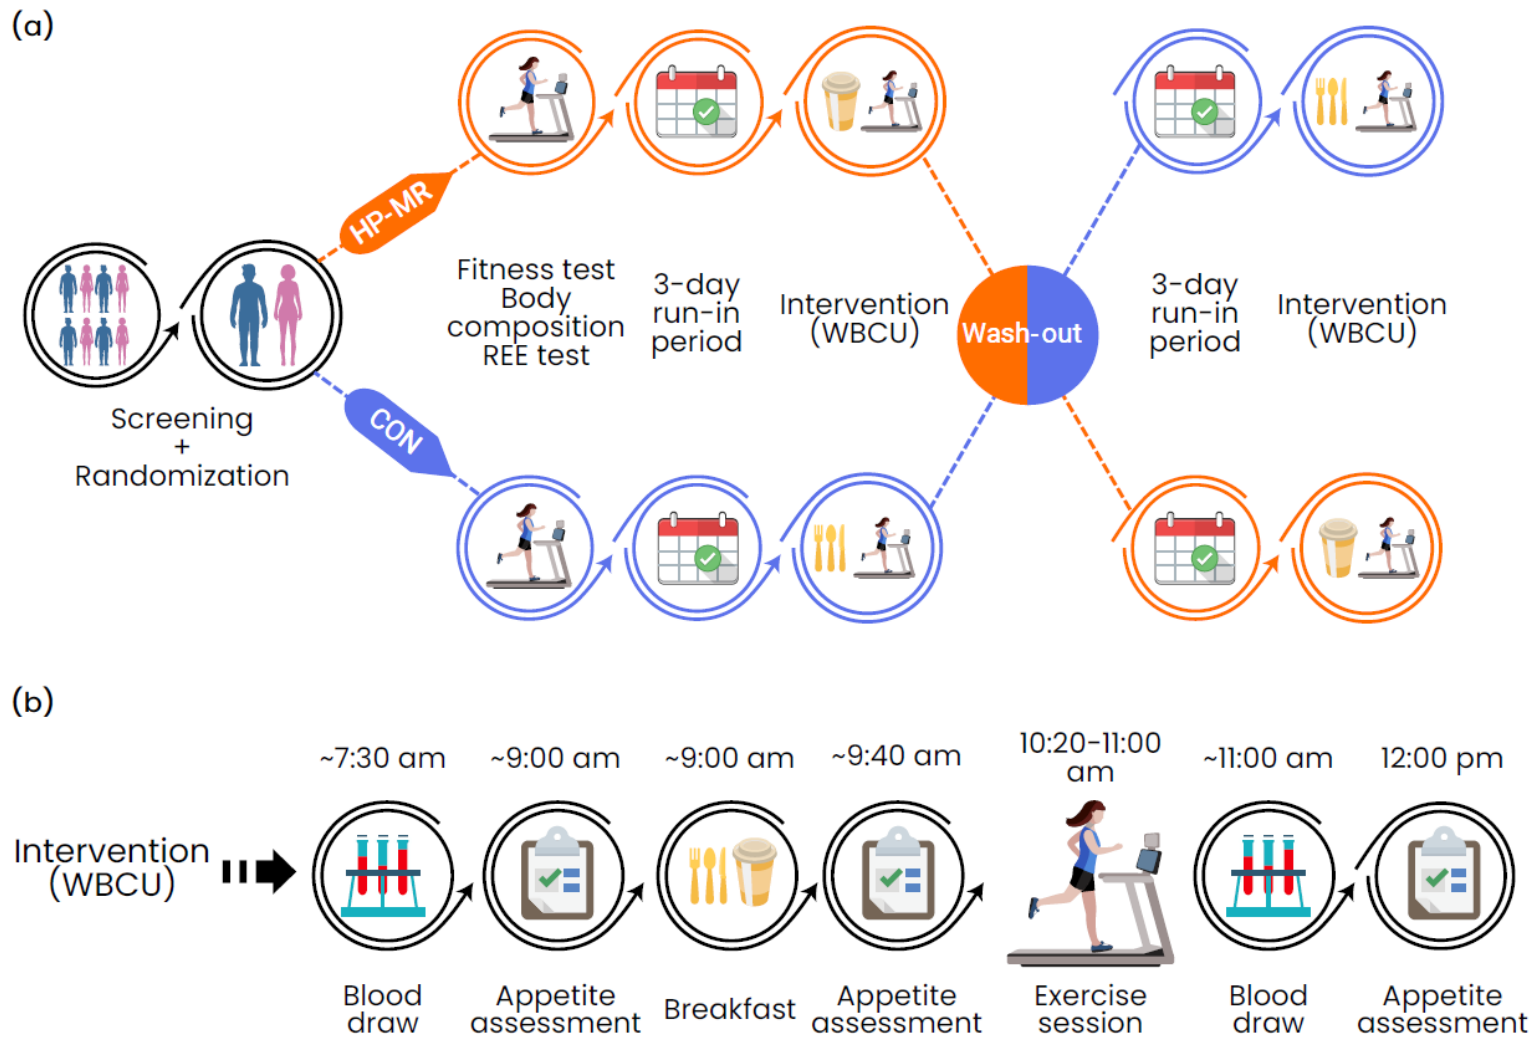 (a)
HP-MR
Fitness test
Body
composition
REE test
3-day
run-in
period
Intervention
(WBCU)
Wash-out
3-day
run-in
period
Intervention
(WBCU)
Screening
+
Randomization
CON
(b)
~7:30 am
~9:00 am
~9:00 am
~9:40 am
10:20-11:00
am
~11:00 am
12:00 pm
Intervention
(WBCU)
Blood
draw
Appetite
assessment
Breakfast
Appetite
assessment
Exercise
session
Blood
draw
Appetite
assessment